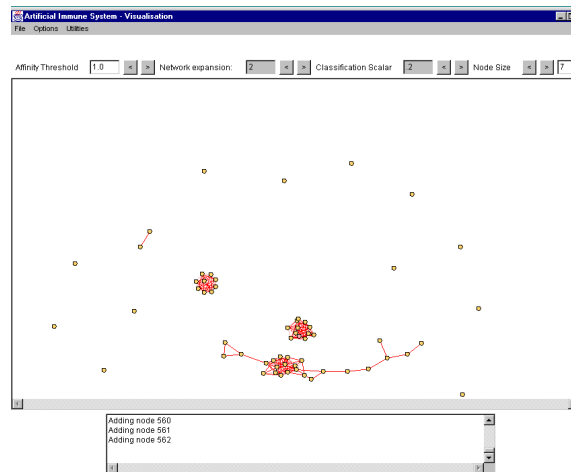 Artificial Immune System - Visualisation
File Options Utilities
Affinity Threshold 1.0 < > Network expansion: 2 < > Classification Scalar .2 < > Node Size < > 7
Adding node 560
Adding node 561
Adding node 562